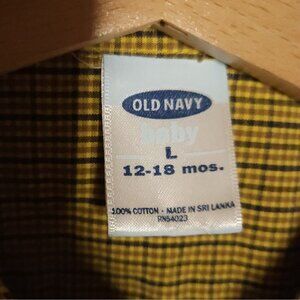 OLD NAVY
baby
L
12-18 mos.
100% COTTON - MADE IN SRI LANKA
RN54023